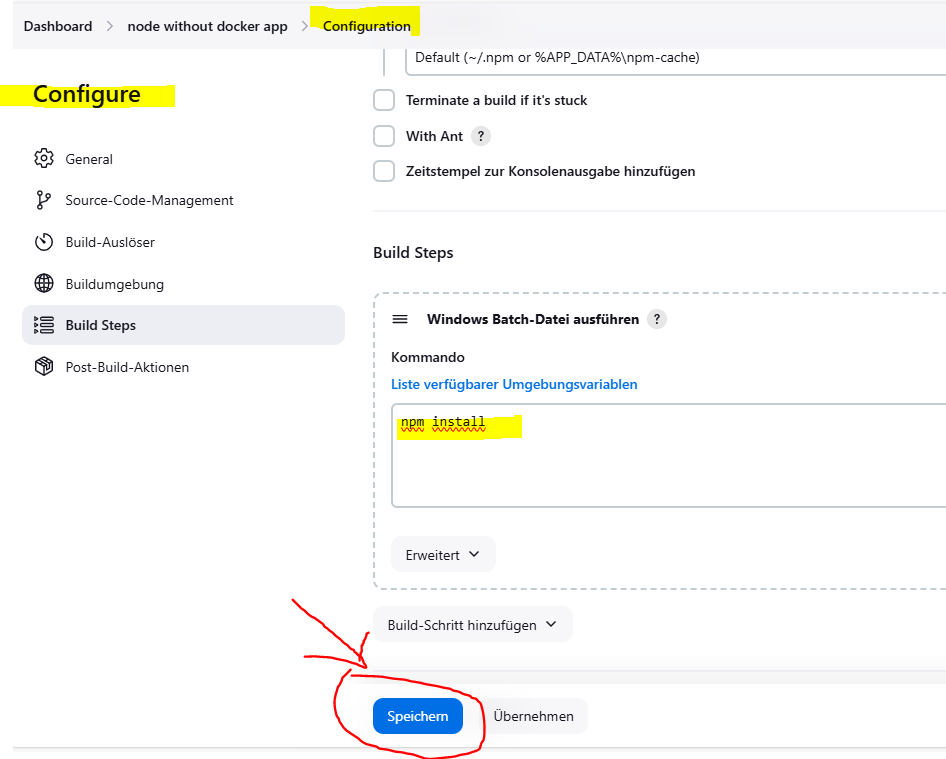 Dashboard > node without docker app > Configuration
Configure
General
Source-Code-Management
Build-Auslöser
Buildumgebung
Build Steps
Post-Build-Aktionen
Default (~/.npm or %APP_DATA%\npm-cache)
Terminate a build if it's stuck
With Ant ?
Zeitstempel zur Konsolenausgabe hinzufügen
Build Steps
Windows Batch-Datei ausführen ?
Kommando
Liste verfügbarer Umgebungsvariablen
npm install
Erweitert
Build-Schritt hinzufügen
Speichern Übernehmen